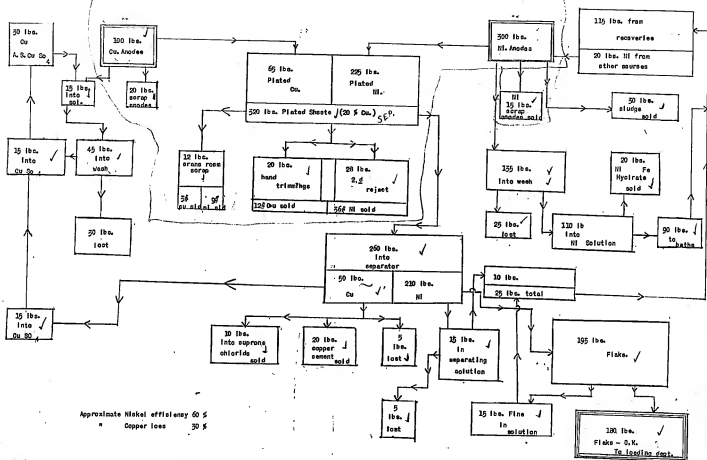 30 lbs.
Cu
A.S. Cu So4
100 lbs.
Cu. Anodes
300 lbs.
Ni. Anodes
115 lbs. from
recoveries
20 lbs. Ni from
other sources
15 lbs.
into
sol.
20 lbs.
scrap
anodes
65 lbs.
Plated
Cu.
225 lbs.
Plated
Ni.
320 lbs. Plated Sheets (20 % Cu.) SEP.
Ni
15 lbs.
scrap
anodes sold
30 lbs.
sludge
sold
15 lbs
into
Cu So4
45 lbs.
into
wash
12 lbs.
room
scrap
3#
9#
20 lbs.
hand
trimmings
28 lbs.
reject
12# Cu sold
36# Ni sold
135 lbs.
into wash
20 lbs.
Ni Fe
Hydrate
sold
30 lbs
lost
25 lbs.
lost
110 lb
into
Ni Solution
90 lbs
to
baths
260 lbs.
into
separator
50 lbs.
Cu
210 lbs.
Ni
10 lbs.
25 lbs. total
15 lbs
into
Cu SO4
10 lbs.
into cuprous
chloride
sold
20 lbs.
copper
cement
sold
5
lbs.
lost
15 lbs.
in
separating
solution
195 lbs.
Flake.
5
lbs.
lost
15 lbs. Fine
in
solution
180 lbs.
Flake - O.K.
To loading dept.
Approximate Nickel efficiency 60 %
" Copper loss 30 %